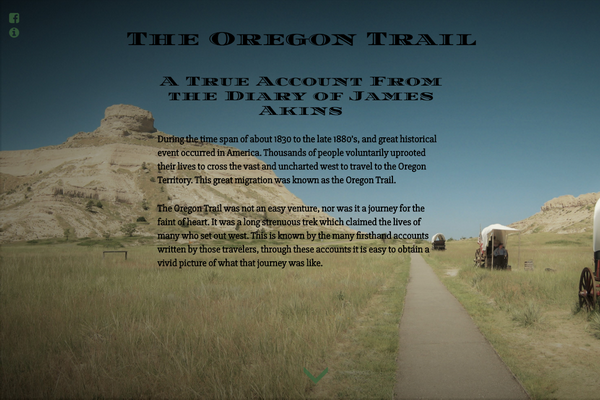 The Oregon Trail
A True Account From
the Diary of James
Akins
During the time span of about 1830 to the late 1880's, and great historical
event occurred in America. Thousands of people voluntarily uprooted
their lives to cross the vast and uncharted west to travel to the Oregon
Territory. This great migration was known as the Oregon Trail.
The Oregon Trail was not an easy venture, nor was it a journey for the
faint of heart. It was a long strenuous trek which claimed the lives of
many who set out west. This is known by the many firsthand accounts
written by those travelers, through these accounts it is easy to obtain a
vivid picture of what that journey was like.